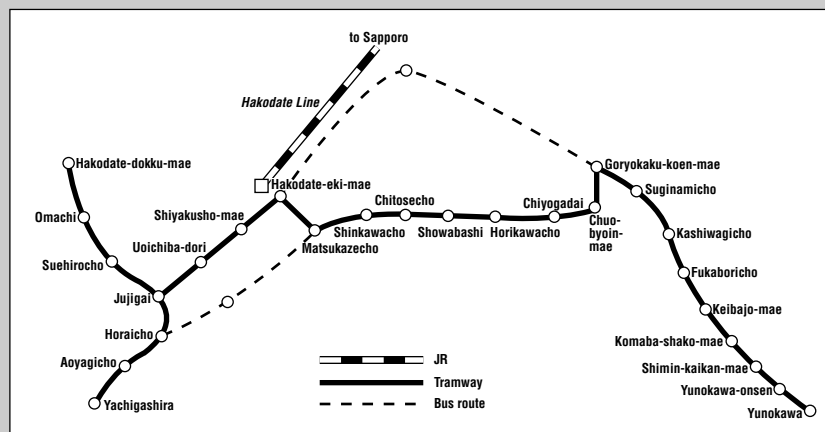 to Sapporo
Hakodate Line
Hakodate-dokku-mae
Hakodate-eki-mae
Goryokaku-koen-mae
Omachi
Shiyakusho-mae
Chitosecho
Chiyogadai
Suginamicho
Uoichiba-dori
Shinkawacho
Showabashi
Horikawacho
Chuo-
byoin-
mae
Kashiwagicho
Suehirocho
Matsukazecho
Fukaboricho
Jujigai
Keibajo-mae
Horaicho
Komaba-shako-mae
Aoyagicho
JR
Shimin-kaikan-mae
Tramway
Yunokawa-onsen
Yachigashira
Bus route
Yunokawa